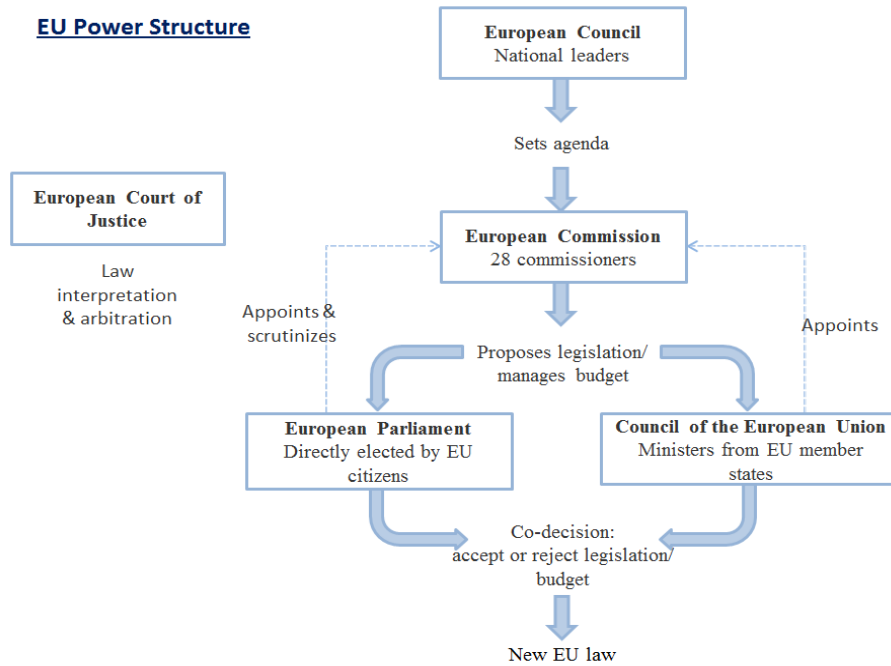 EU Power Structure
European Council
National leaders
Sets agenda
European Court of
Justice
Law
interpretation
& arbitration
European Commission
28 commissioners
Appoints &
scrutinizes
Appoints
Proposes legislation/
manages budget
European Parliament
Directly elected by EU
citizens
Council of the European Union
Ministers from EU member
states
Co-decision:
accept or reject legislation/
budget
New EU law